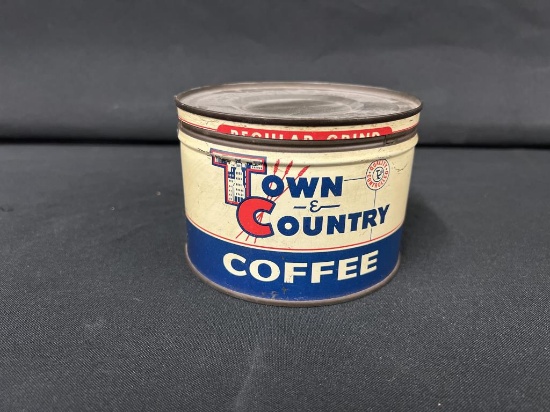 REGULAR GRIND
TOWN
&
COUNTRY
COFFEE